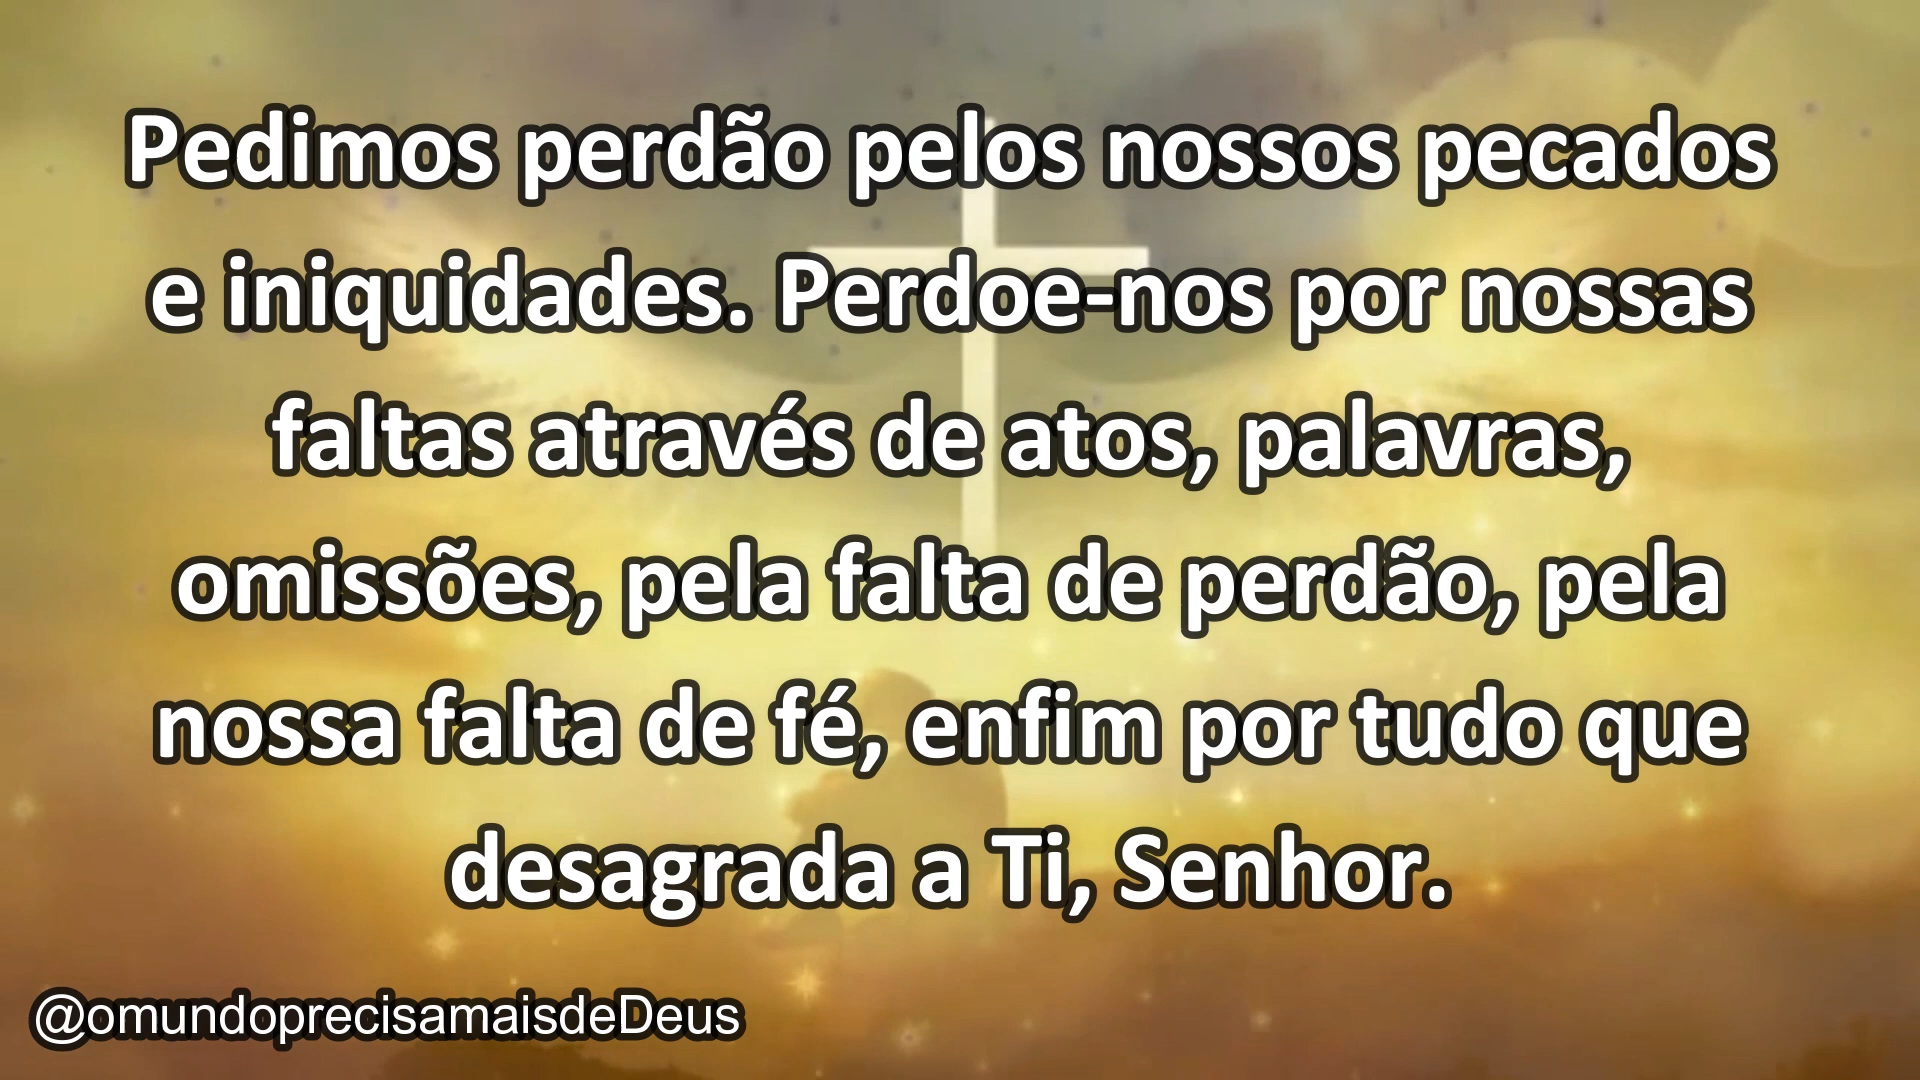 Pedimos perdão pelos nossos pecados
e iniquidades. Perdoe-nos por nossas
faltas através de atos, palavras,
omissões, pela falta de perdão, pela
nossa falta de fé, enfim por tudo que
desagrada a Ti, Senhor.
@omundoprecisamaisdeDeus